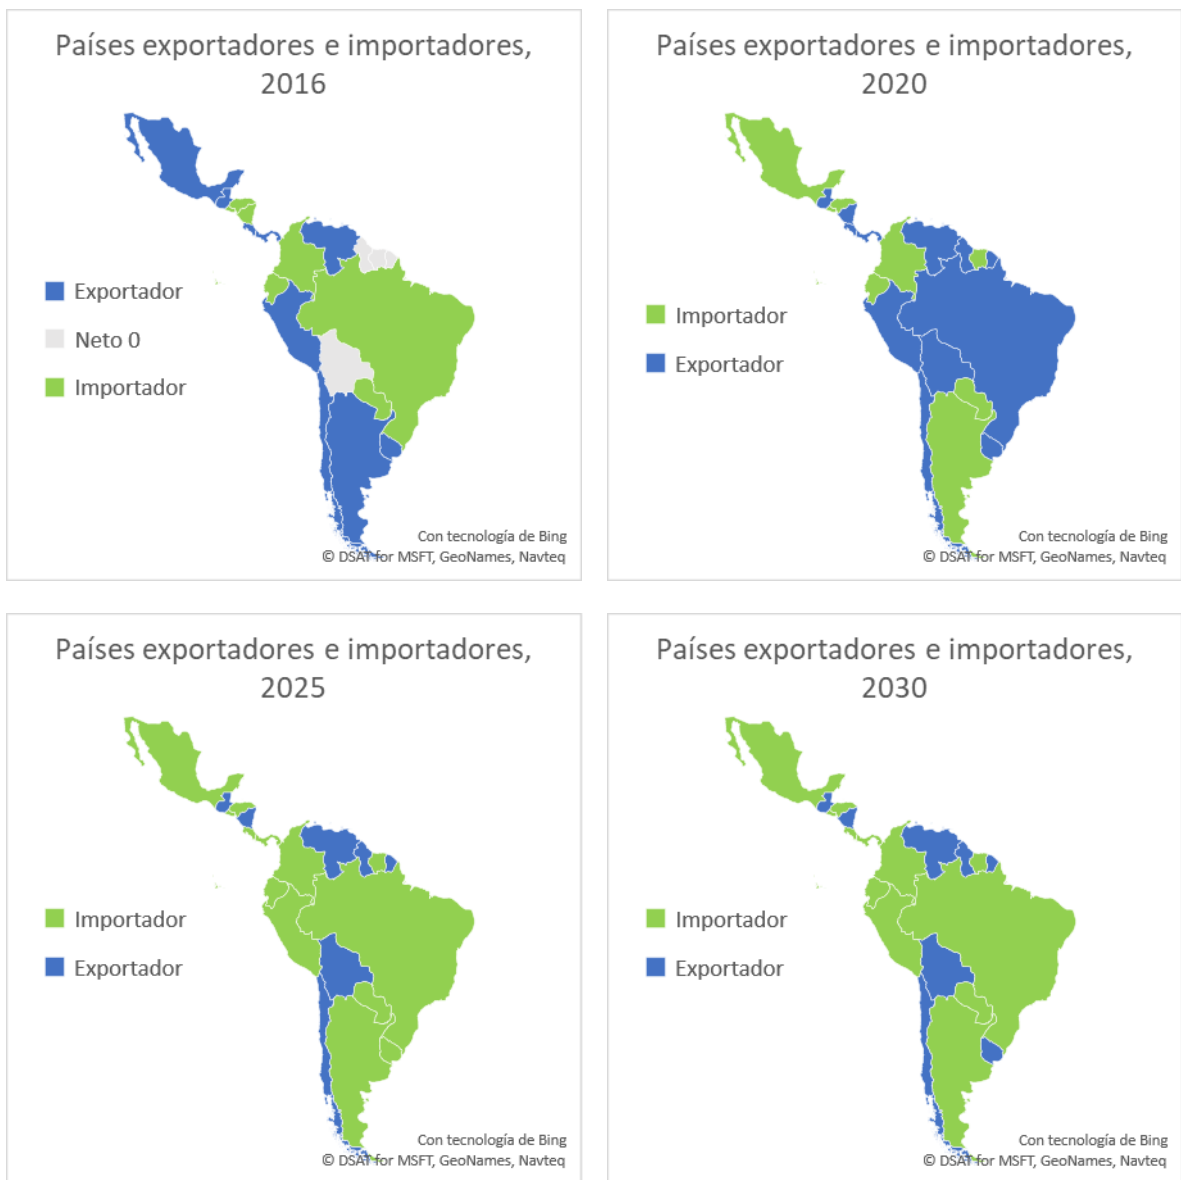 Países exportadores e importadores,
2016
Exportador
Neto 0
Importador
Con tecnología de Bing
© DSAT for MSFT, GeoNames, Navteq
Países exportadores e importadores,
2020
Importador
Exportador
Con tecnología de Bing
© DSAT for MSFT, GeoNames, Navteq
Países exportadores e importadores,
2025
Importador
Exportador
Con tecnología de Bing
© DSAT for MSFT, GeoNames, Navteq
Países exportadores e importadores,
2030
Importador
Exportador
Con tecnología de Bing
© DSAT for MSFT, GeoNames, Navteq